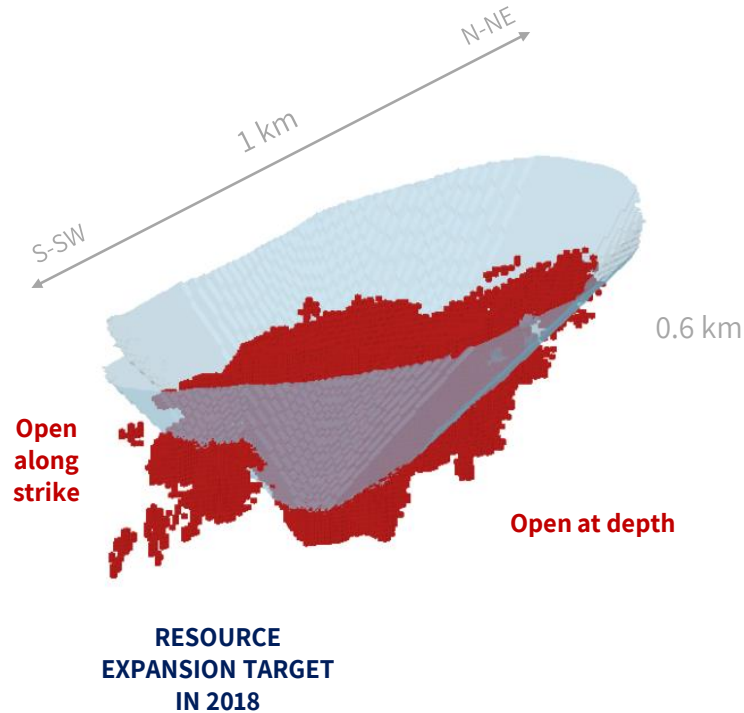 N-NE
1 km
S-SW
0.6 km
Open
along
strike
Open at depth
RESOURCE
EXPANSION TARGET
IN 2018